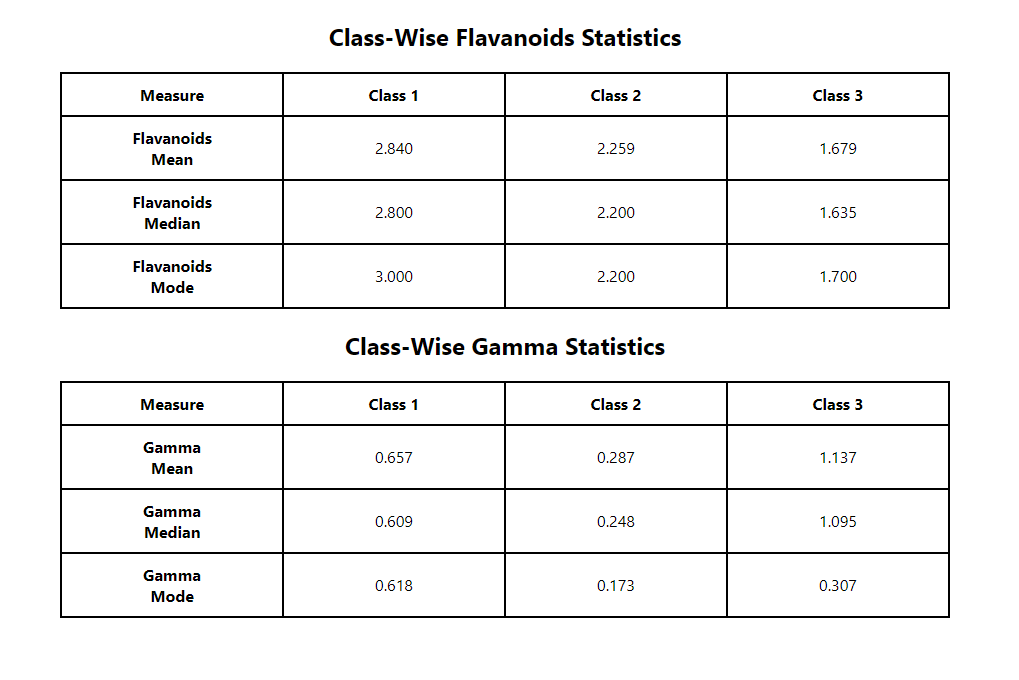 Class-Wise Flavanoids Statistics
Measure Class 1 Class 2 Class 3
Flavanoids
Mean 2.840 2.259 1.679
Flavanoids
Median 2.800 2.200 1.635
Flavanoids
Mode 3.000 2.200 1.700
Class-Wise Gamma Statistics
Measure Class 1 Class 2 Class 3
Gamma
Mean 0.657 0.287 1.137
Gamma
Median 0.609 0.248 1.095
Gamma
Mode 0.618 0.173 0.307